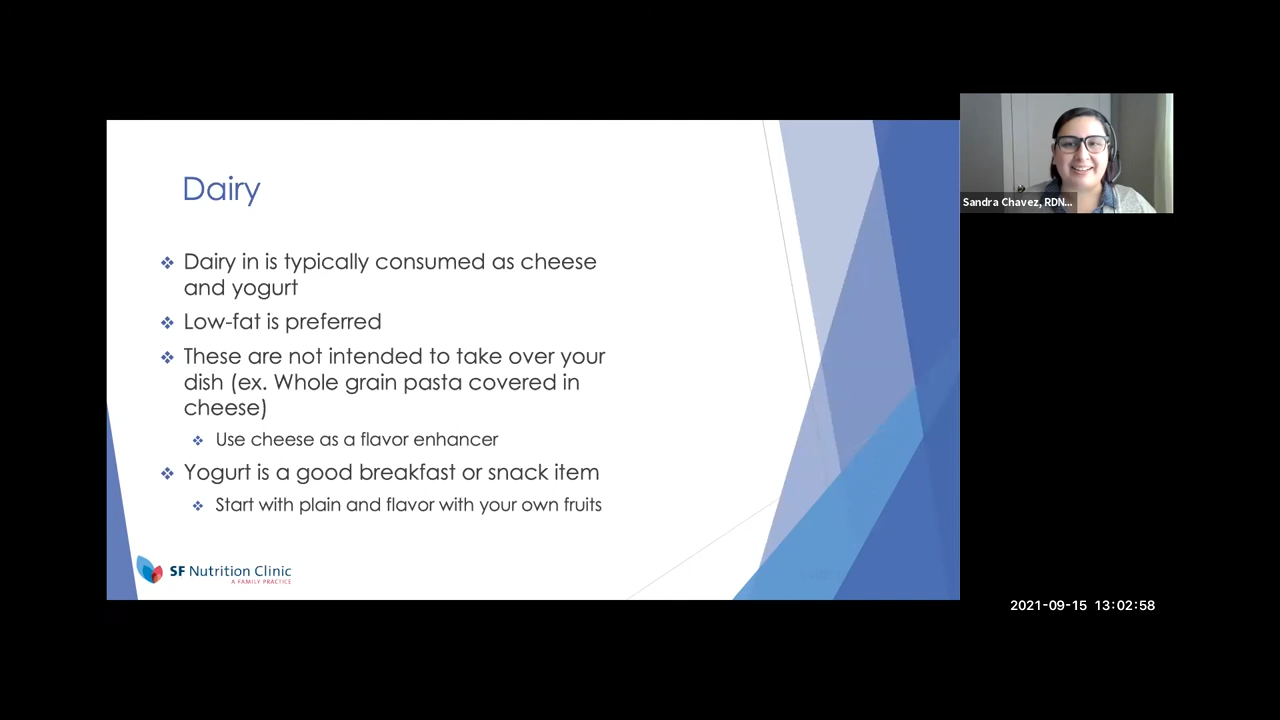 Dairy
Dairy in is typically consumed as cheese
and yogurt
Low-fat is preferred
These are not intended to take over your
dish (ex. Whole grain pasta covered in
cheese)
Use cheese as a flavor enhancer
Yogurt is a good breakfast or snack item
Start with plain and flavor with your own fruits
SF Nutrition Clinic
A FAMILY PRACTICE
Sandra Chavez, RDN...
2021-09-15 13:02:58